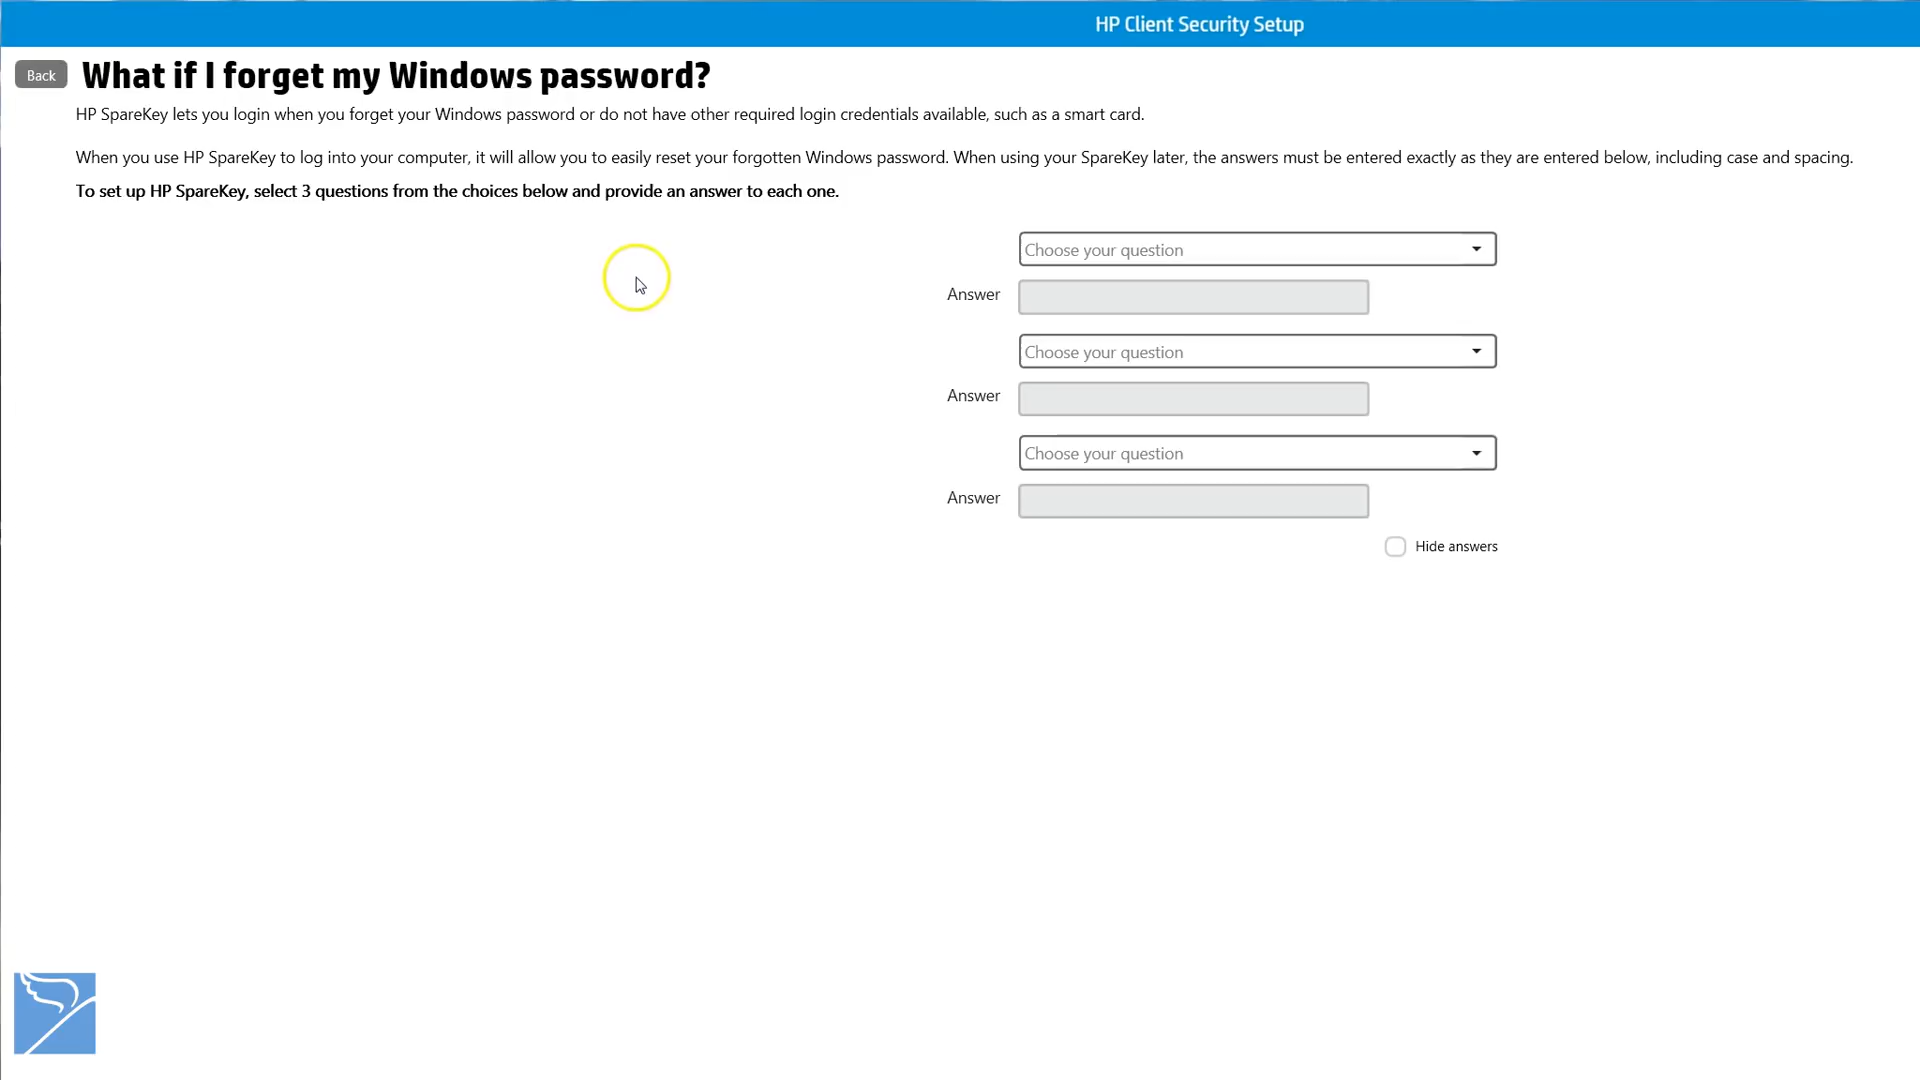 HP Client Security Setup
Back
What if I forget my Windows password?
HP SpareKey lets you login when you forget your Windows password or do not have other required login credentials available, such as a smart card.
When you use HP SpareKey to log into your computer, it will allow you to easily reset your forgotten Windows password. When using your SpareKey later, the answers must be entered exactly as they are entered below, including case and spacing.
To set up HP SpareKey, select 3 questions from the choices below and provide an answer to each one.
Choose your question
Answer
Choose your question
Answer
Choose your question
Answer
Hide answers